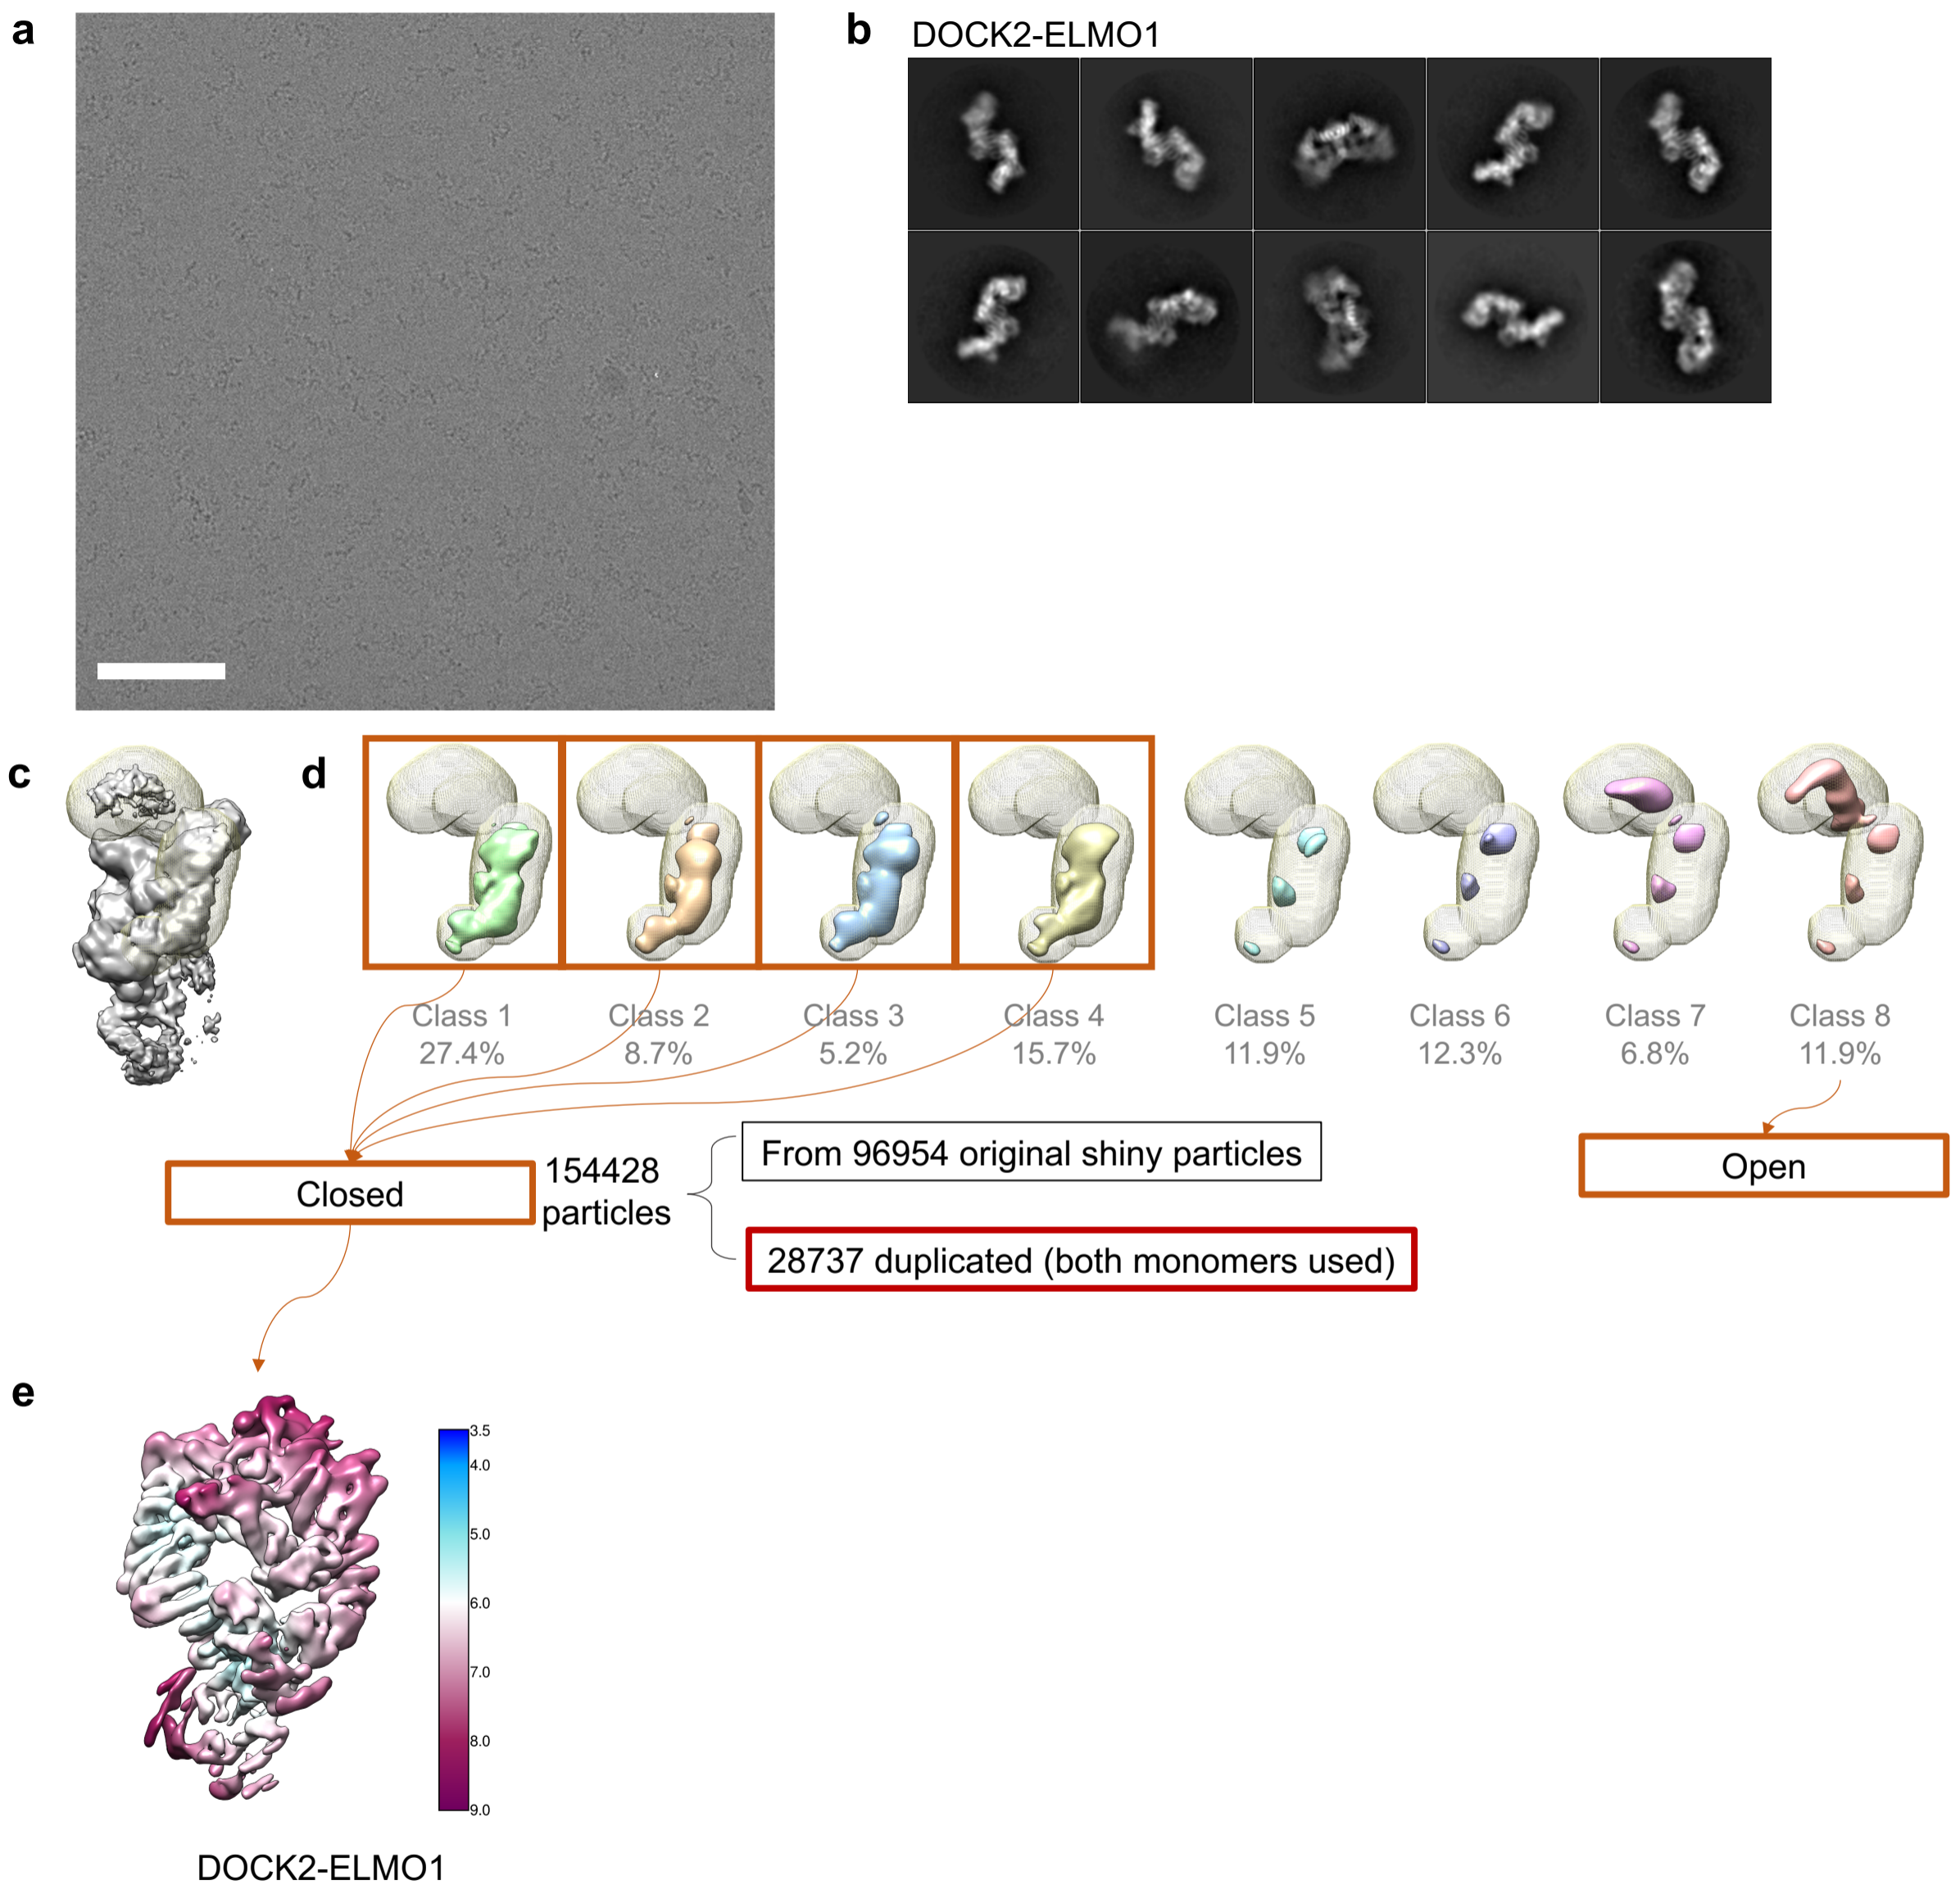 a
b
DOCK2-ELMO1
c
d
Class 1
27.4%
Class 2
8.7%
Class 3
5.2%
Class 4
15.7%
Class 5
11.9%
Class 6
12.3%
Class 7
6.8%
Class 8
11.9%
Closed
154428
particles
From 96954 original shiny particles
28737 duplicated (both monomers used)
Open
e
3.5
4.0
5.0
6.0
7.0
8.0
9.0
DOCK2-ELMO1